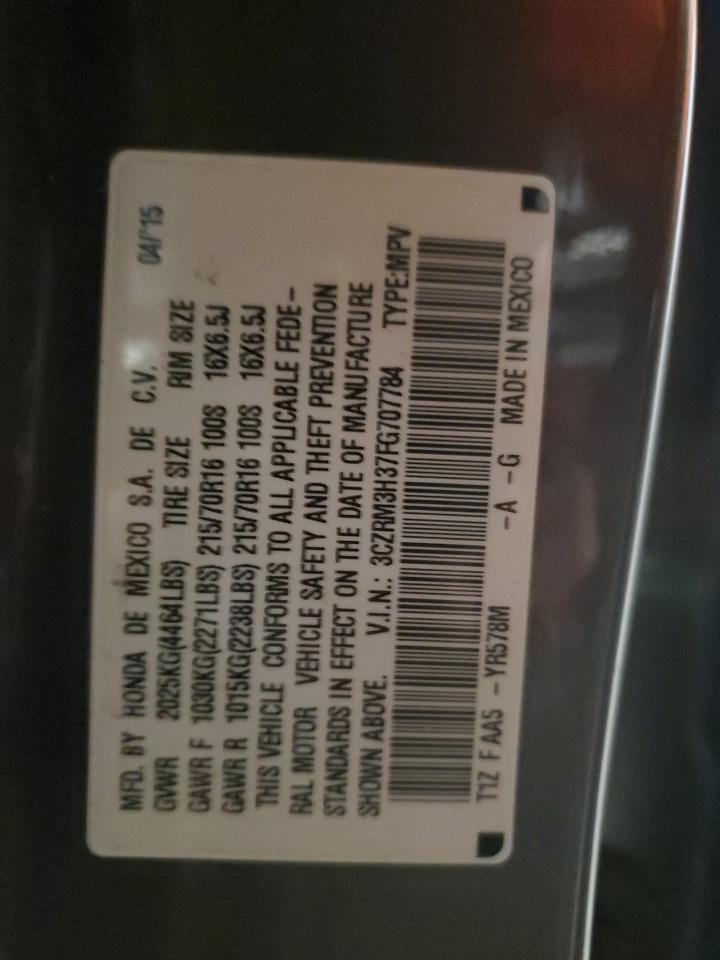 MFD. BY HONDA DE MEXICO S.A. DE C.V. 04/'15
GVWR 2025KG(4464LBS) TIRE SIZE RIM SIZE
GAWR F 1030KG(2271LBS) 215/70R16 100S 16X6.5J
GAWR R 1015KG(2238LBS) 215/70R16 100S 16X6.5J
THIS VEHICLE CONFORMS TO ALL APPLICABLE FEDE–
RAL MOTOR VEHICLE SAFETY AND THEFT PREVENTION
STANDARDS IN EFFECT ON THE DATE OF MANUFACTURE
SHOWN ABOVE. V.I.N.: 3CZRM3H37FG707784 TYPE:MPV
T1Z F AA5 –YR578M –A –G MADE IN MEXICO